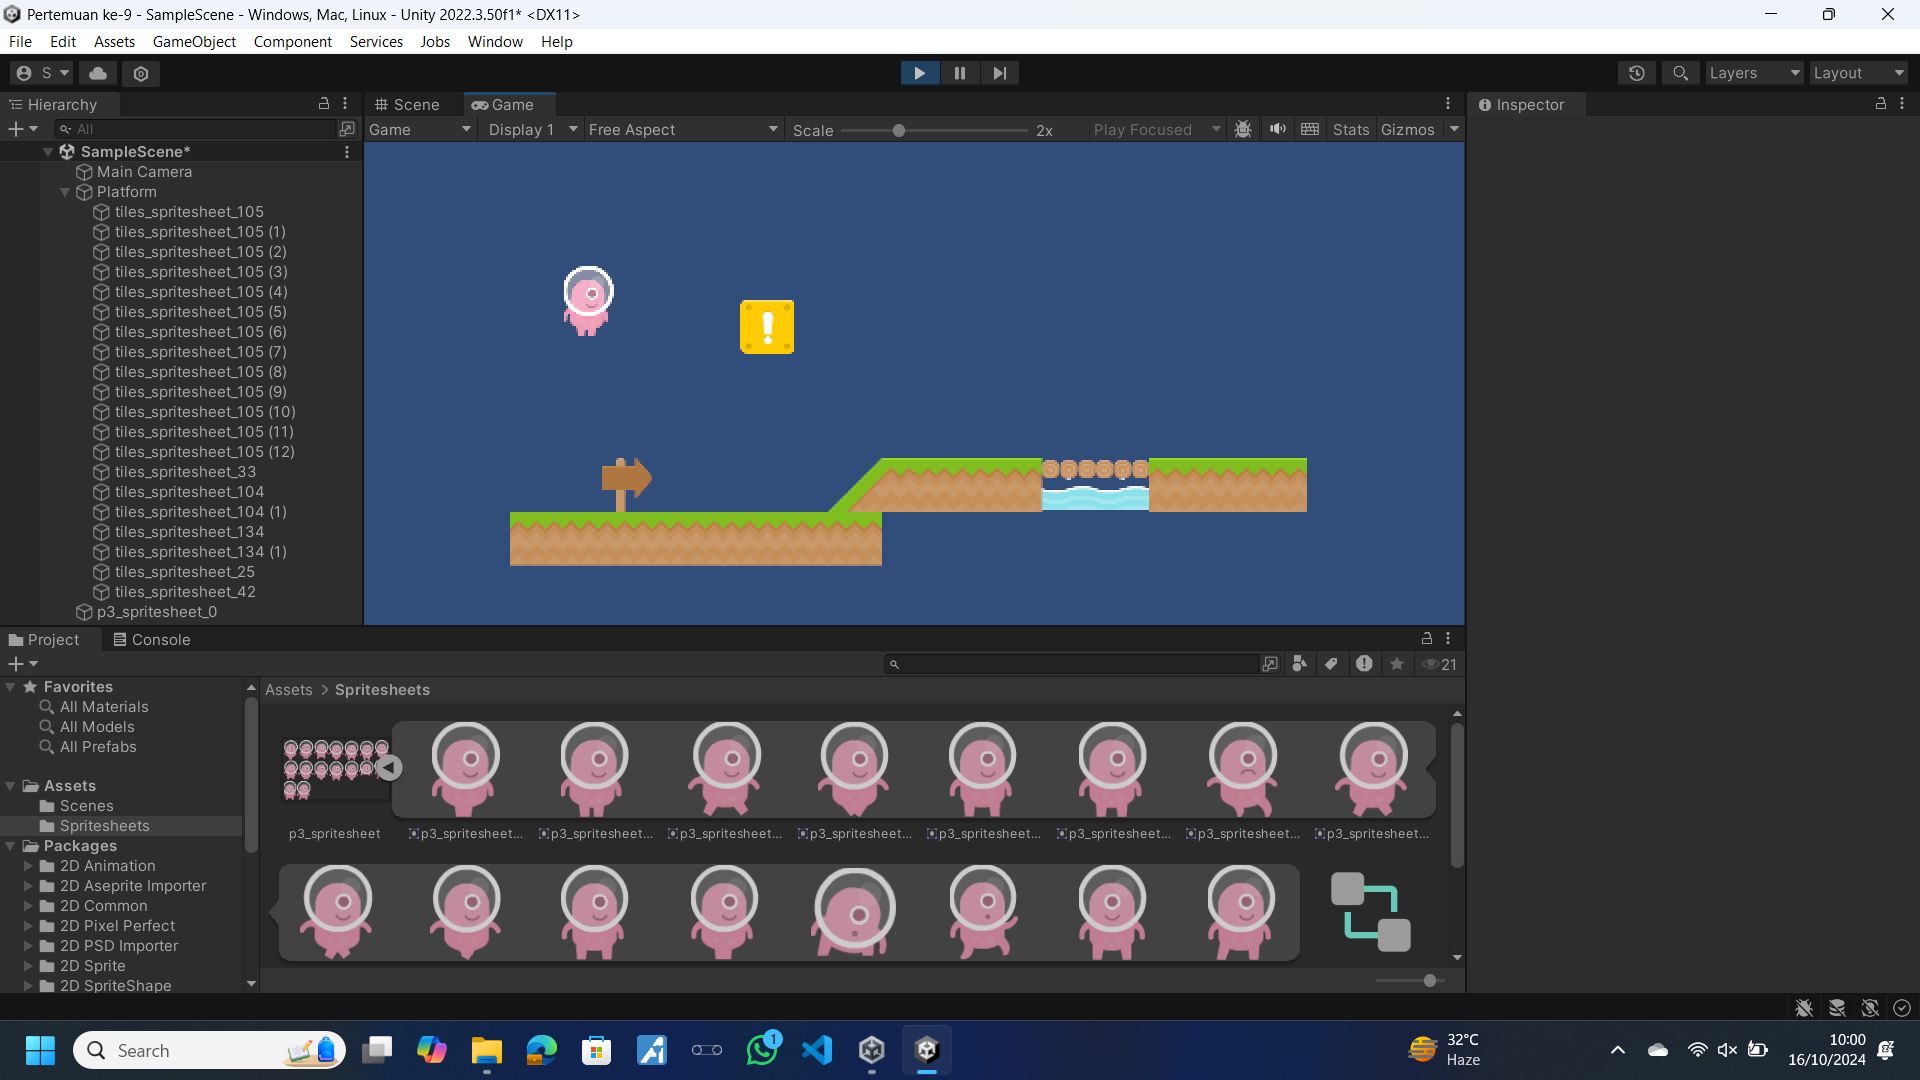 Pertemuan ke-9 - SampleScene - Windows, Mac, Linux - Unity 2022.3.50f1* <DX11>
File Edit Assets GameObject Component Services Jobs Window Help
S Layers Layout
Hierarchy
All
SampleScene*
Main Camera
Platform
tiles_spritesheet_105
tiles_spritesheet_105 (1)
tiles_spritesheet_105 (2)
tiles_spritesheet_105 (3)
tiles_spritesheet_105 (4)
tiles_spritesheet_105 (5)
tiles_spritesheet_105 (6)
tiles_spritesheet_105 (7)
tiles_spritesheet_105 (8)
tiles_spritesheet_105 (9)
tiles_spritesheet_105 (10)
tiles_spritesheet_105 (11)
tiles_spritesheet_105 (12)
tiles_spritesheet_33
tiles_spritesheet_104
tiles_spritesheet_104 (1)
tiles_spritesheet_134
tiles_spritesheet_134 (1)
tiles_spritesheet_25
tiles_spritesheet_42
p3_spritesheet_0
Scene Game
Game Display 1 Free Aspect Scale 2x Play Focused Stats Gizmos
!
Inspector
Project Console
21
Favorites
All Materials
All Models
All Prefabs
Assets
Scenes
Spritesheets
Packages
2D Animation
2D Aseprite Importer
2D Common
2D Pixel Perfect
2D PSD Importer
2D Sprite
2D SpriteShape
Assets > Spritesheets
p3_spritesheet p3_spritesheet... p3_spritesheet... p3_spritesheet... p3_spritesheet... p3_spritesheet... p3_spritesheet... p3_spritesheet... p3_spritesheet...
Search
1
32°C
Haze
10:00
16/10/2024